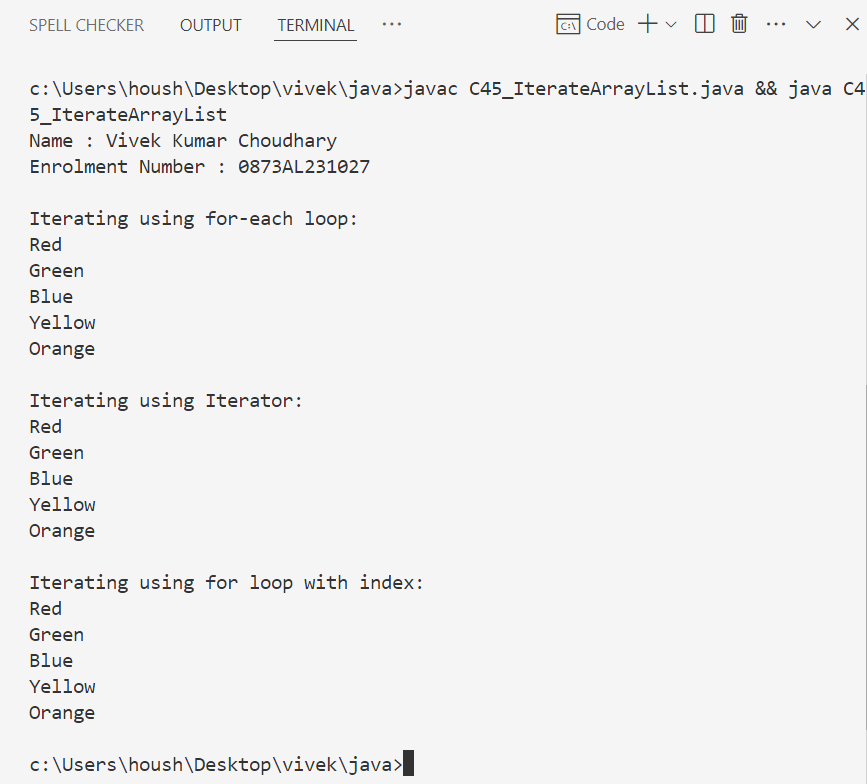 SPELL CHECKER OUTPUT TERMINAL ··· Code
c:\Users\housh\Desktop\vivek\java>javac C45_IterateArrayList.java && java C4
5_IterateArrayList
Name : Vivek Kumar Choudhary
Enrolment Number : 0873AL231027
Iterating using for-each loop:
Red
Green
Blue
Yellow
Orange
Iterating using Iterator:
Red
Green
Blue
Yellow
Orange
Iterating using for loop with index:
Red
Green
Blue
Yellow
Orange
c:\Users\housh\Desktop\vivek\java>